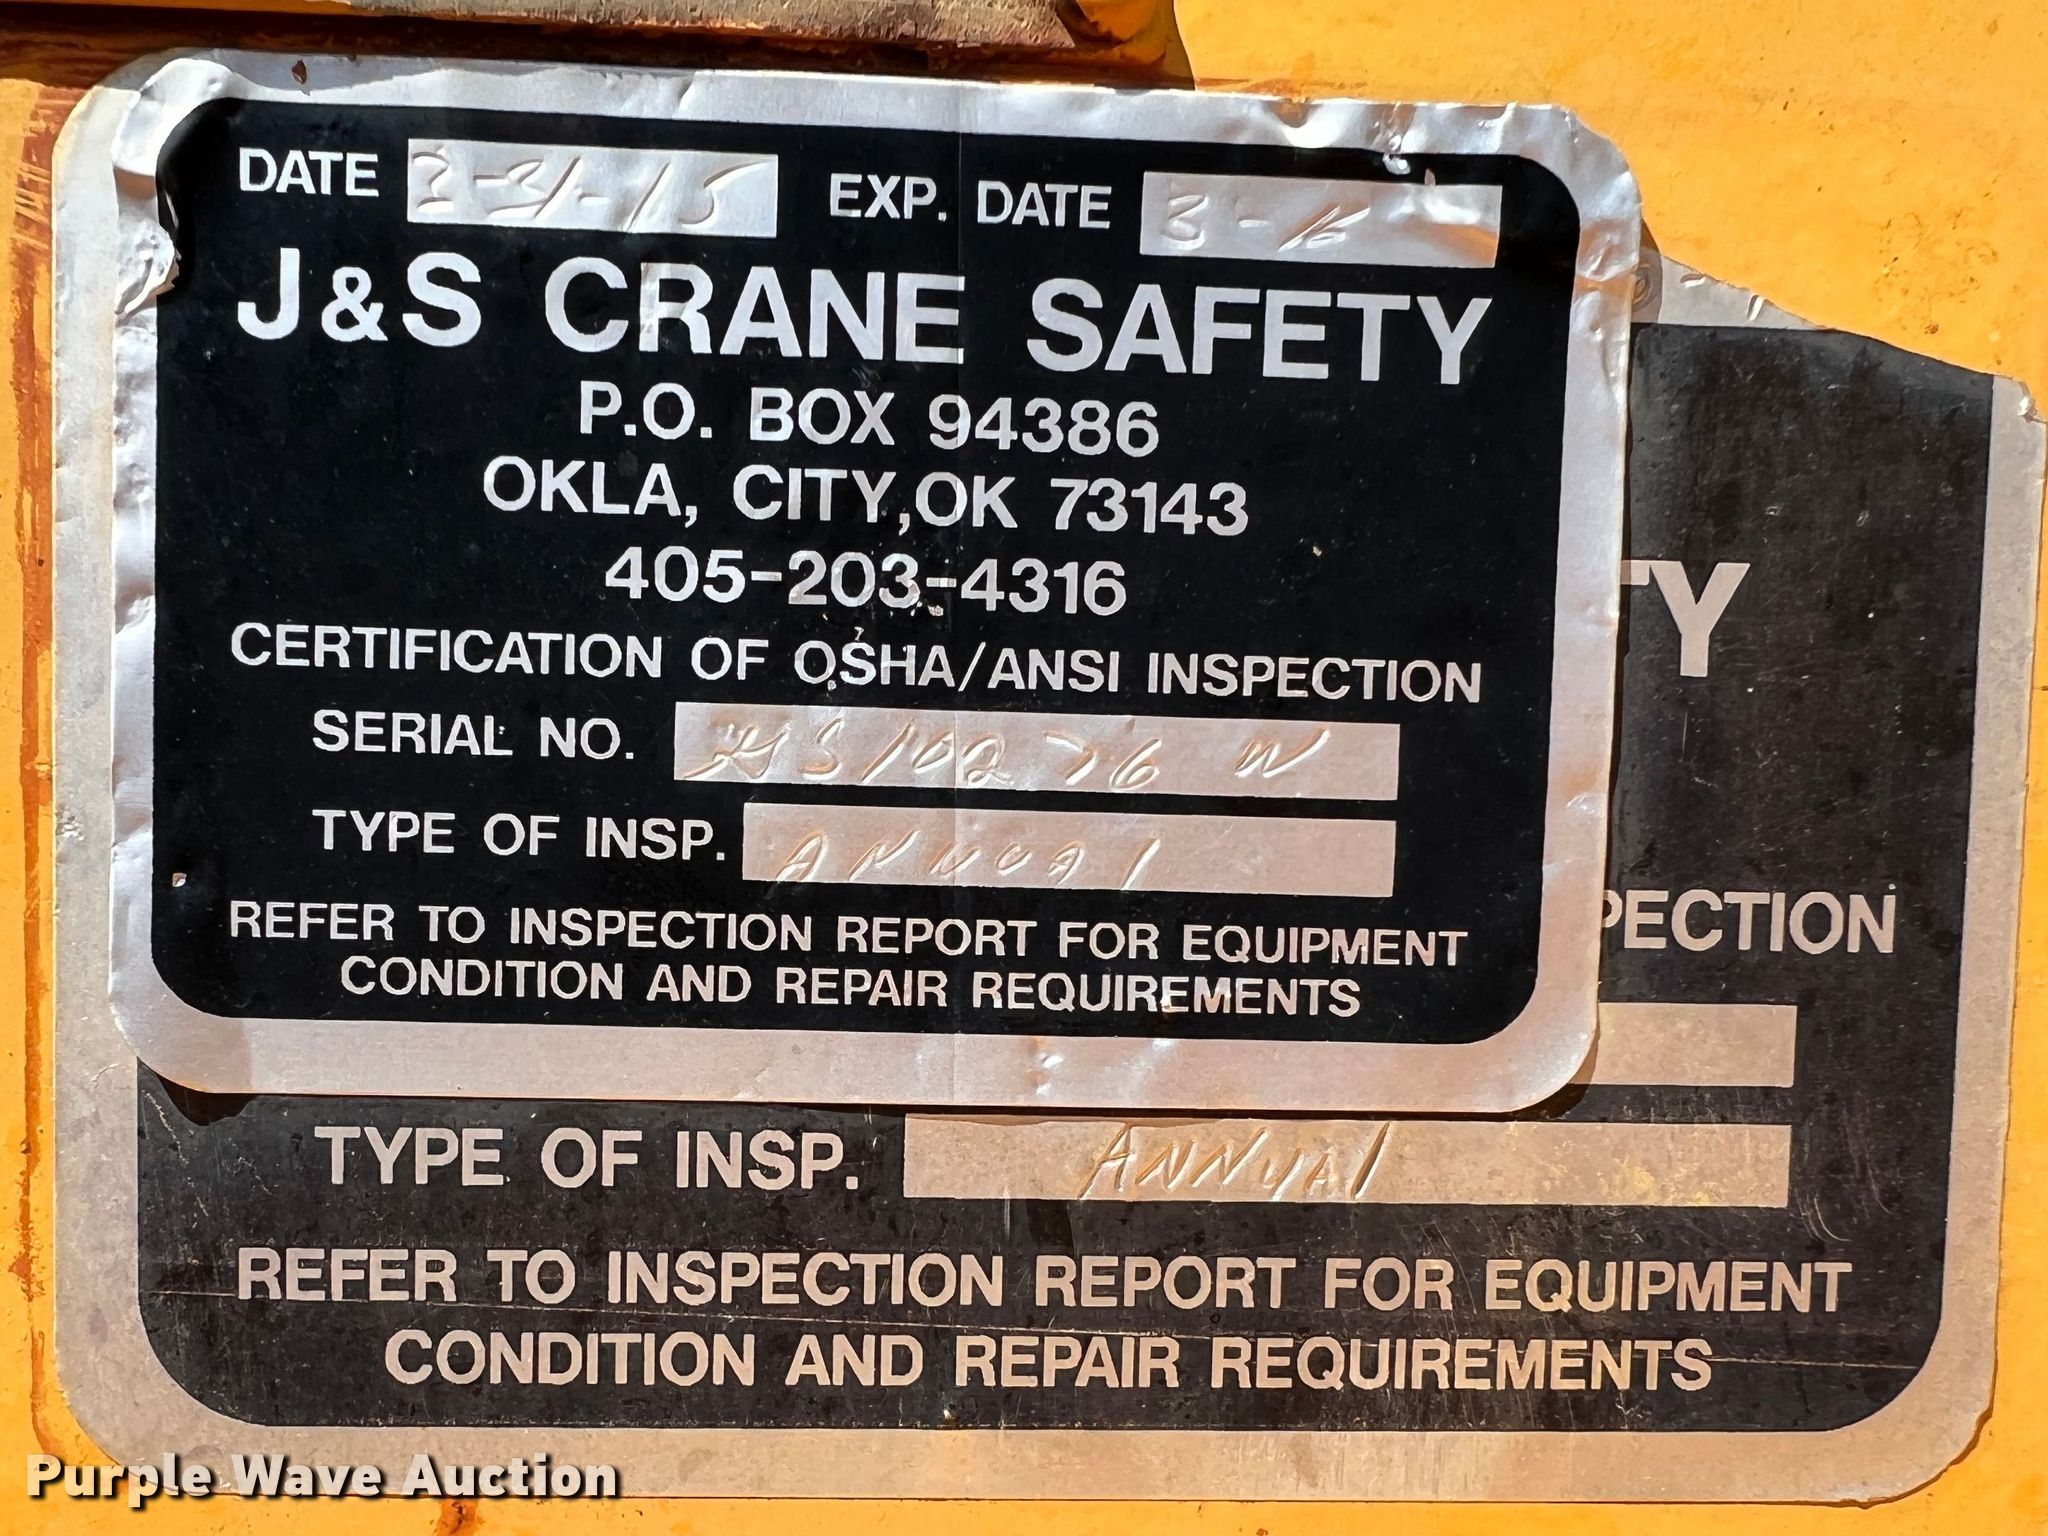 DATE 3-31-15 EXP. DATE 3-16
J&S CRANE SAFETY
P.O. BOX 94386
OKLA, CITY,OK 73143
405-203-4316
CERTIFICATION OF OSHA/ANSI INSPECTION
SERIAL NO.
TYPE OF INSP. ANNUAl
REFER TO INSPECTION REPORT FOR EQUIPMENT
CONDITION AND REPAIR REQUIREMENTS
TY
PECTION
TYPE OF INSP. ANNUAl
REFER TO INSPECTION REPORT FOR EQUIPMENT
CONDITION AND REPAIR REQUIREMENTS
Purple Wave Auction